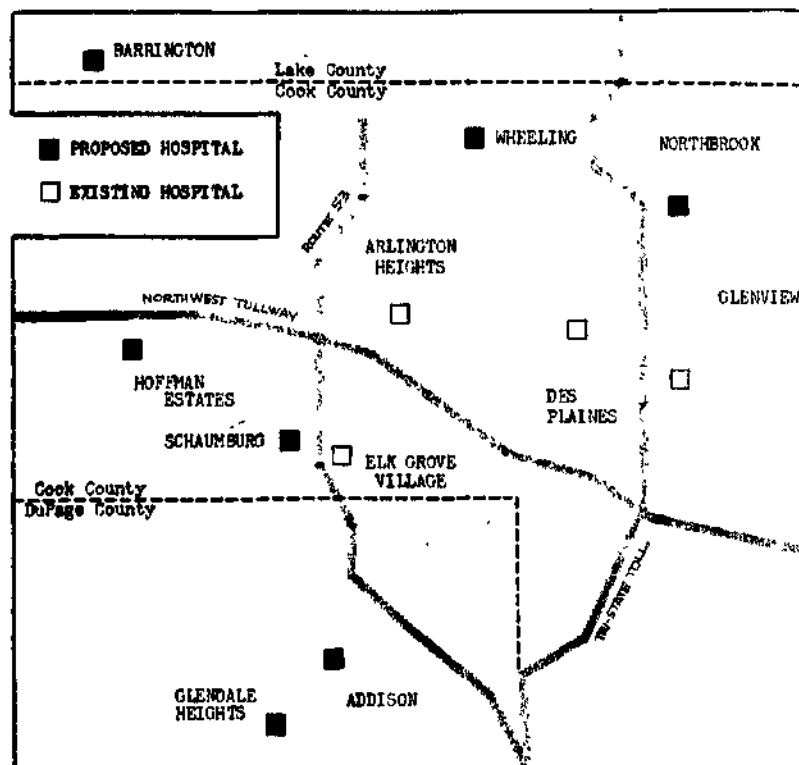 BARRINGTON
Lake County
Cook County
PROPOSED HOSPITAL
EXISTING HOSPITAL
WHEELING
NORTHBROOK
ROUTE 53
ARLINGTON
HEIGHTS
NORTHWEST TOLLWAY
GLENVIEW
HOFFMAN
ESTATES
DES
PLAINES
SCHAUMBURG
ELK GROVE
VILLAGE
Cook County
DuPage County
TRI-STATE TOLL
GLENDALE
HEIGHTS
ADDISON